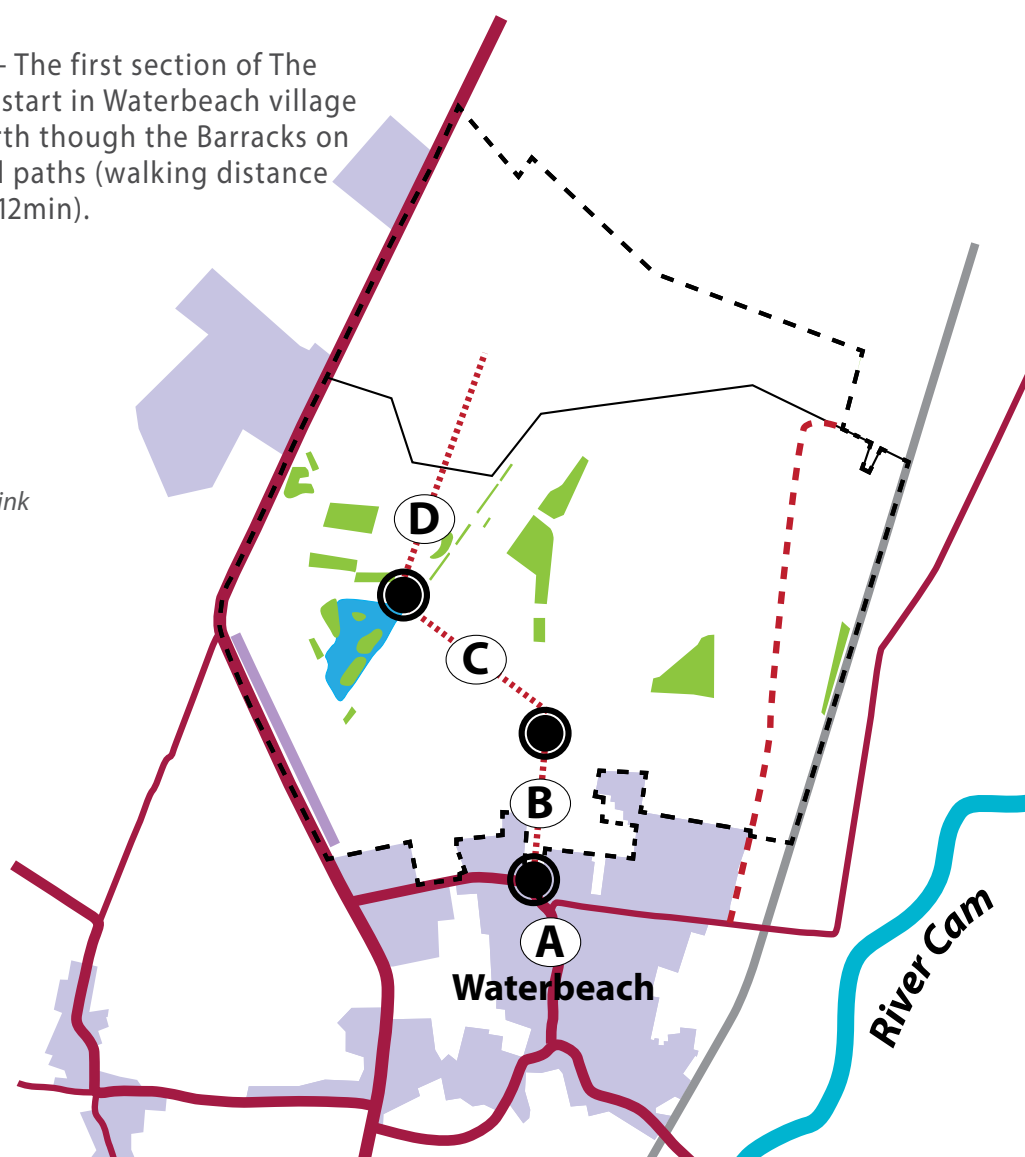 - The first section of The
start in Waterbeach village
rth though the Barracks on
l paths (walking distance
12min).
ink
D
C
B
A
Waterbeach
River Cam